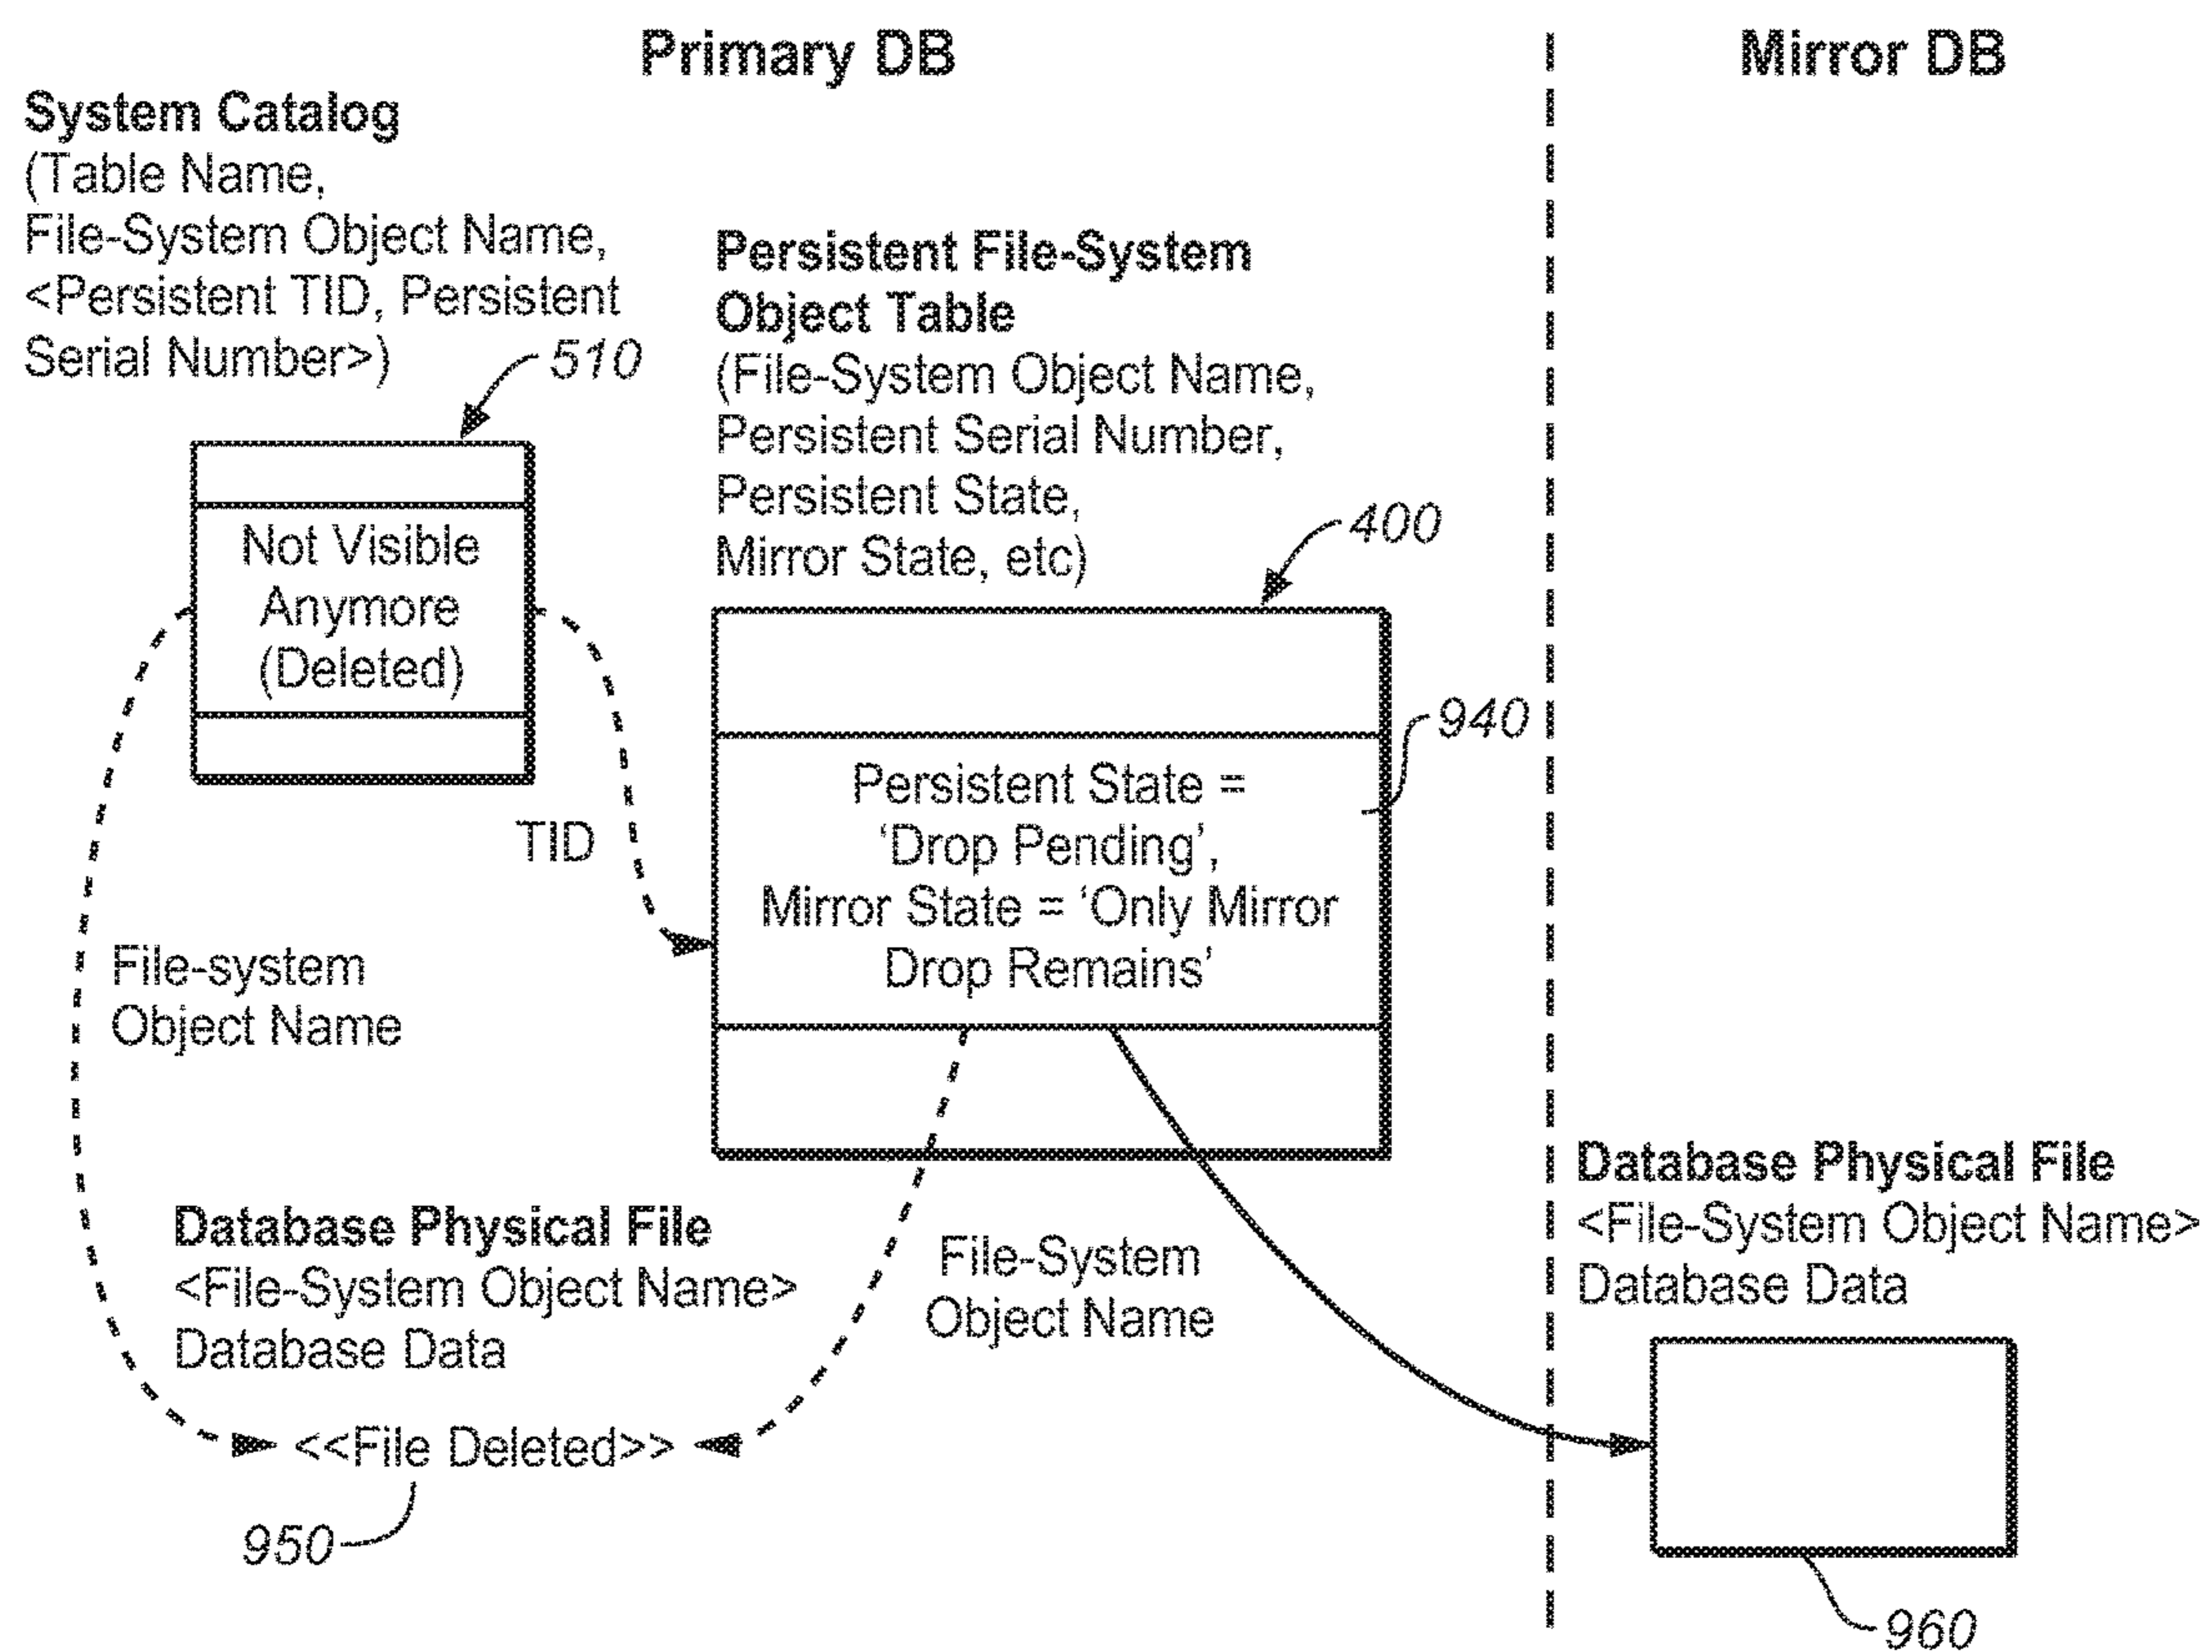 Primary DB
Mirror DB
System Catalog
(Table Name,
File-System Object Name,
<Persistent TID, Persistent
Serial Number>)
510
Not Visible
Anymore
(Deleted)
Persistent File-System
Object Table
(File-System Object Name,
Persistent Serial Number,
Persistent State,
Mirror State, etc)
400
940
Persistent State =
‘Drop Pending’,
Mirror State = ‘Only Mirror
Drop Remains’
TID
File-system
Object Name
Database Physical File
<File-System Object Name>
Database Data
<<File Deleted>>
950
File-System
Object Name
Database Physical File
<File-System Object Name>
Database Data
960